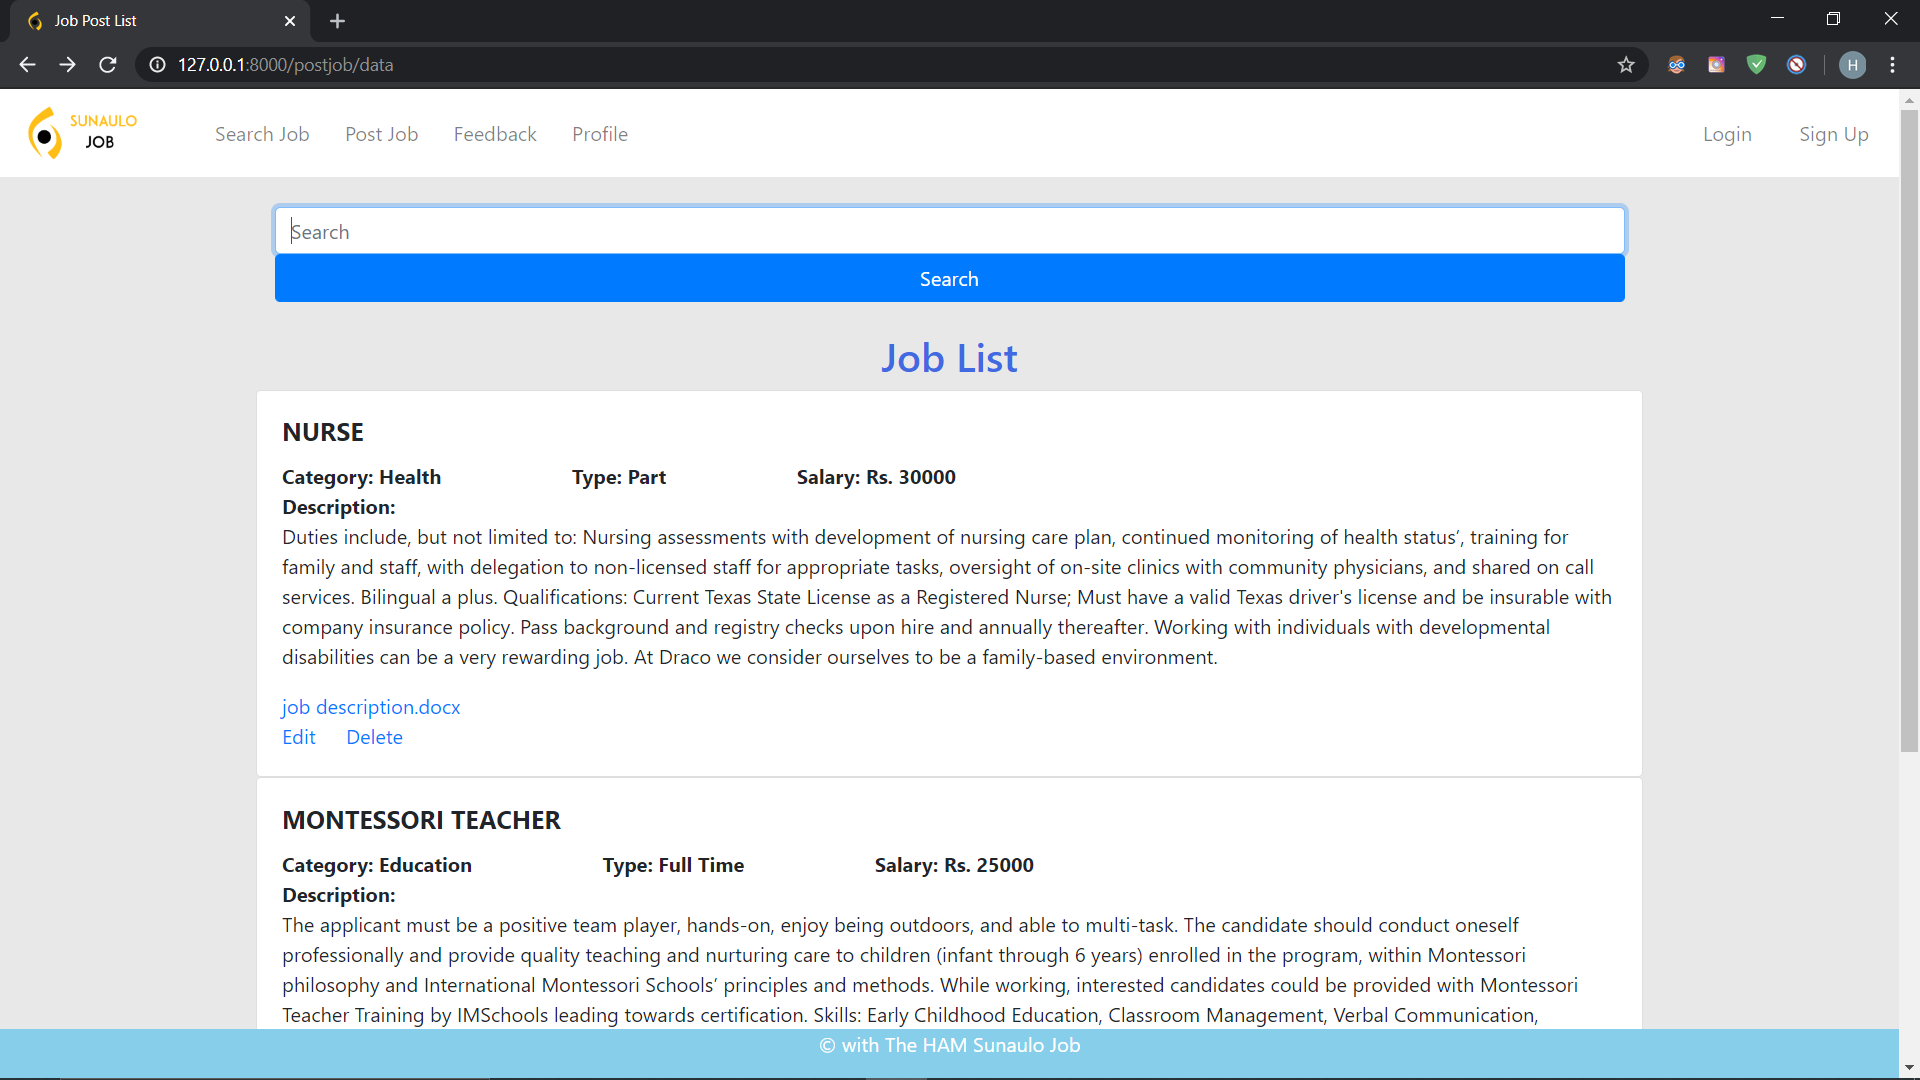 Job Post List
127.0.0.1:8000/postjob/data
H
SUNAULO
JOB
Search Job Post Job Feedback Profile Login Sign Up
Search
Search
Job List
NURSE
Category: Health Type: Part Salary: Rs. 30000
Description:
Duties include, but not limited to: Nursing assessments with development of nursing care plan, continued monitoring of health status’, training for
family and staff, with delegation to non-licensed staff for appropriate tasks, oversight of on-site clinics with community physicians, and shared on call
services. Bilingual a plus. Qualifications: Current Texas State License as a Registered Nurse; Must have a valid Texas driver's license and be insurable with
company insurance policy. Pass background and registry checks upon hire and annually thereafter. Working with individuals with developmental
disabilities can be a very rewarding job. At Draco we consider ourselves to be a family-based environment.
job description.docx
Edit Delete
MONTESSORI TEACHER
Category: Education Type: Full Time Salary: Rs. 25000
Description:
The applicant must be a positive team player, hands-on, enjoy being outdoors, and able to multi-task. The candidate should conduct oneself
professionally and provide quality teaching and nurturing care to children (infant through 6 years) enrolled in the program, within Montessori
philosophy and International Montessori Schools’ principles and methods. While working, interested candidates could be provided with Montessori
Teacher Training by IMSchools leading towards certification. Skills: Early Childhood Education, Classroom Management, Verbal Communication,
© with The HAM Sunaulo Job